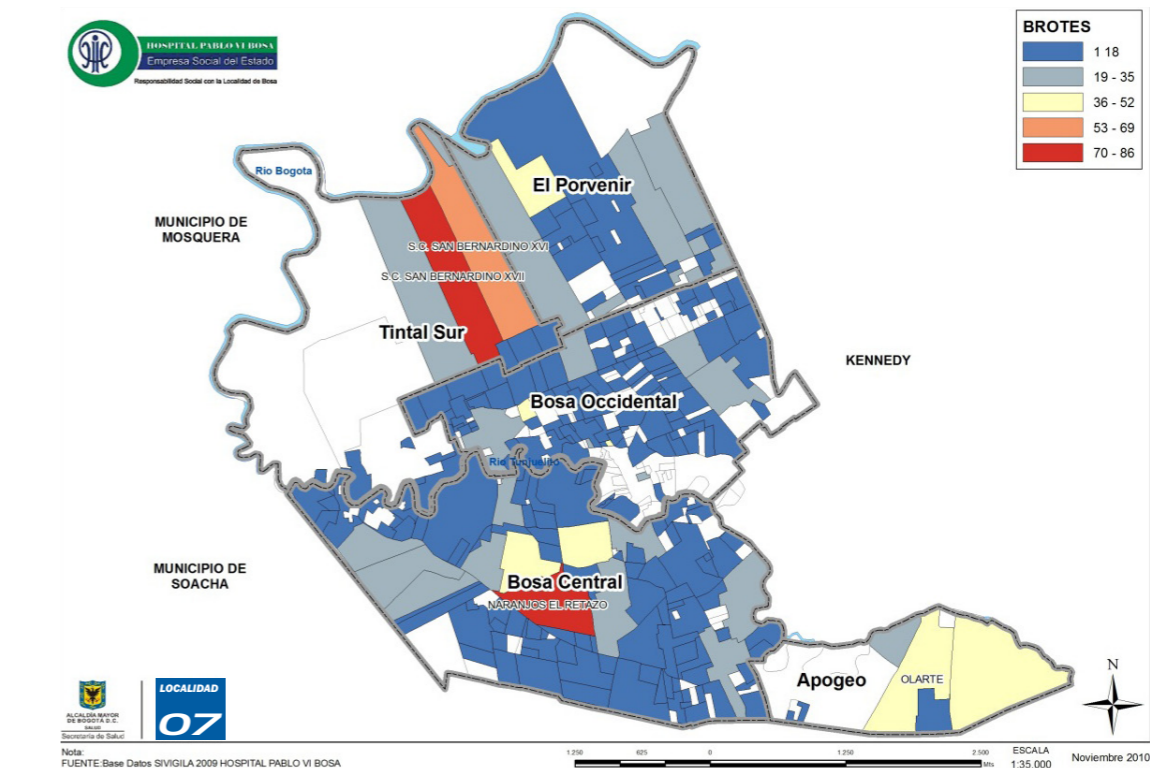 HOSPITAL PABLO VI BOSA
Empresa Social del Estado
Responsabilidad Social con la Localidad de Bosa
BROTES
1 18
19 - 35
36 - 52
53 - 69
70 - 86
Rio Bogota
MUNICIPIO DE
MOSQUERA
El Porvenir
S.C. SAN BERNARDINO XVI
S.C. SAN BERNARDINO XVII
Tintal Sur
KENNEDY
Bosa Occidental
Rio Tunjuelito
MUNICIPIO DE
SOACHA
Bosa Central
NARANJOS EL RETAZO
Apogeo
OLARTE
N
ALCALDÍA MAYOR
DE BOGOTÁ D.C.
SALUD
Secretaría de Salud
LOCALIDAD
07
Nota:
FUENTE:Base Datos SIVIGILA 2009 HOSPITAL PABLO VI BOSA
1.250 625 0 1.250 2.500
Mts
ESCALA
1:35.000
Noviembre 2010